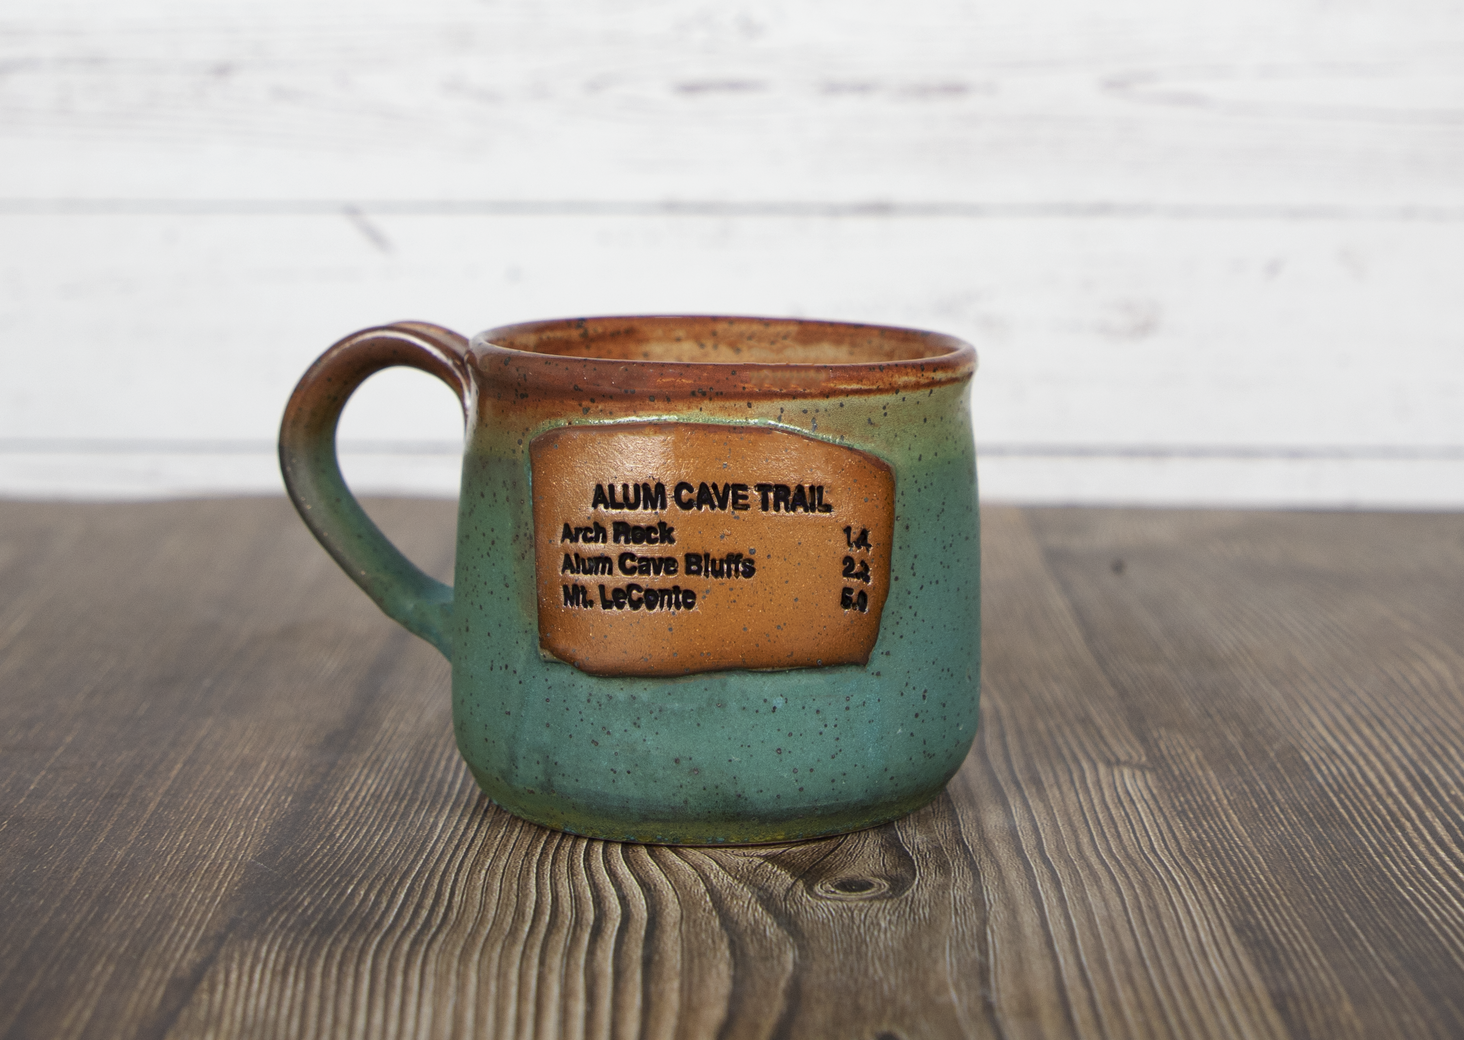 ALUM CAVE TRAIL
Arch Rock 1.4
Alum Cave Bluffs 2.3
Mt. LeConte 5.0